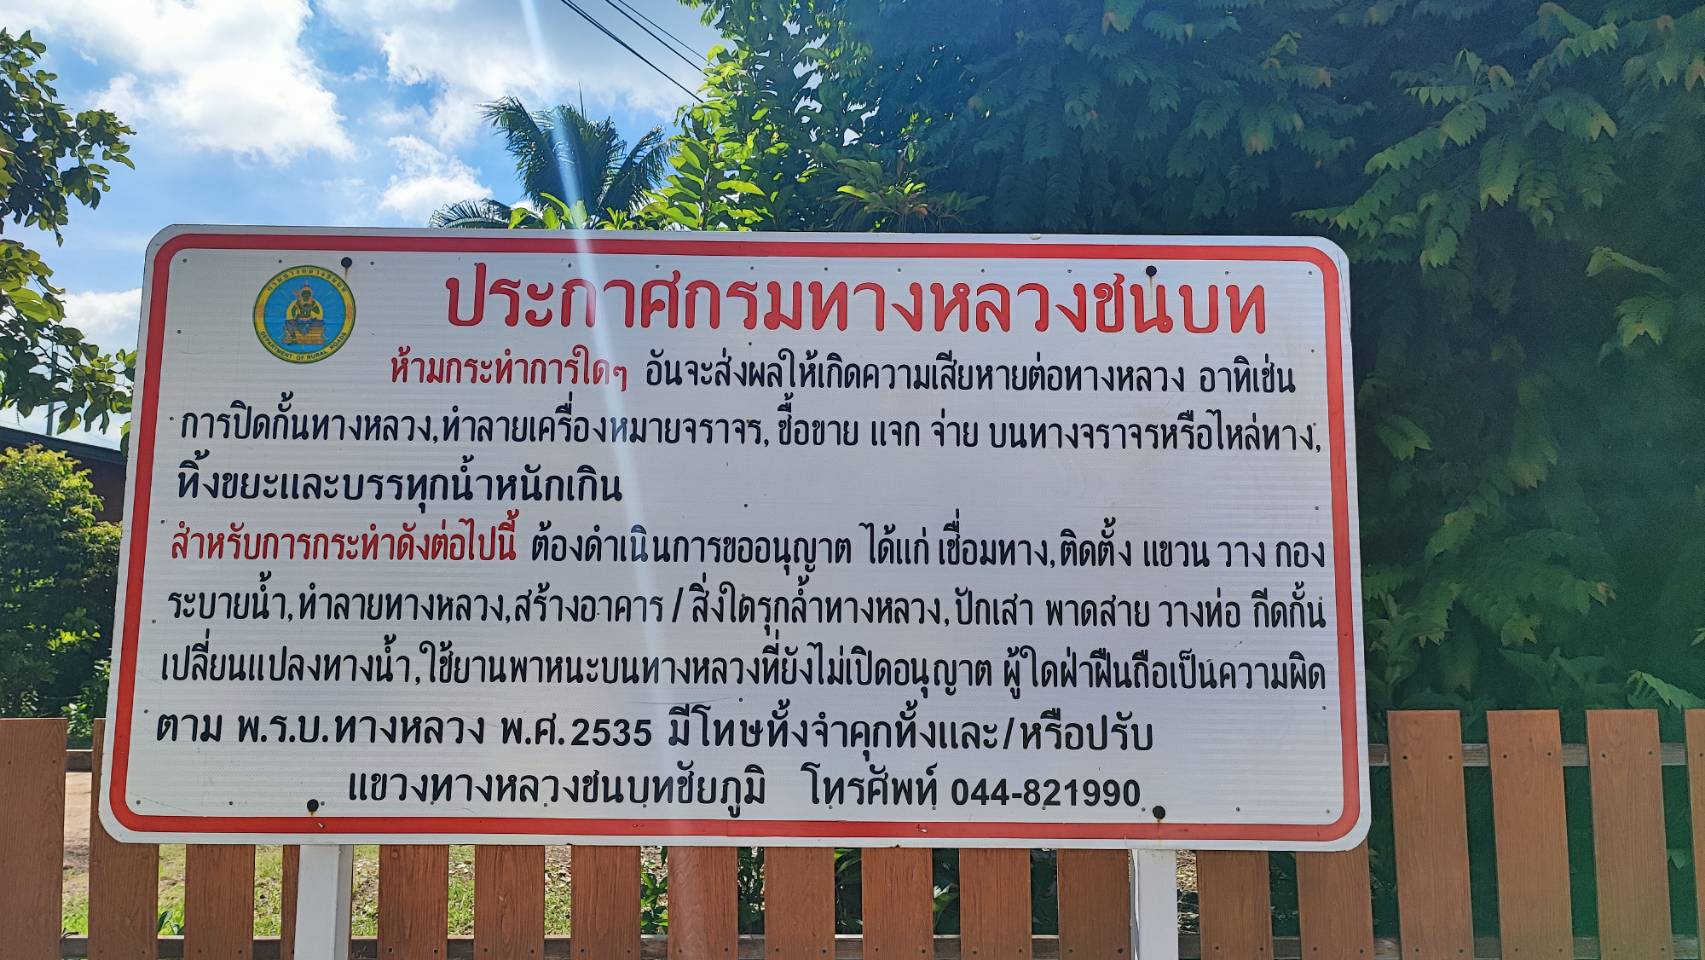 ประกาศกรมทางหลวงชนบท
กรมทางหลวงชนบท
DEPARTMENT OF RURAL ROADS
ห้ามกระทำการใดๆ อันจะส่งผลให้เกิดความเสียหายต่อทางหลวง อาทิเช่น
การปิดกั้นทางหลวง,ทำลายเครื่องหมายจราจร, ซื้อขาย แจก จ่าย บนทางจราจรหรือไหล่ทาง,
ทิ้งขยะและบรรทุกน้ำหนักเกิน
สำหรับการกระทำดังต่อไปนี้ ต้องดำเนินการขออนุญาต ได้แก่ เชื่อมทาง,ติดตั้ง แขวน วาง กอง
ระบายน้ำ,ทำลายทางหลวง,สร้างอาคาร / สิ่งใดรุกล้ำทางหลวง,ปักเสา พาดสาย วางท่อ กีดกั้น
เปลี่ยนแปลงทางน้ำ,ใช้ยานพาหนะบนทางหลวงที่ยังไม่เปิดอนุญาต ผู้ใดฝ่าฝืนถือเป็นความผิด
ตาม พ.ร.บ.ทางหลวง พ.ศ.2535 มีโทษทั้งจำคุกทั้งและ/หรือปรับ
แขวงทางหลวงชนบทชัยภูมิ โทรศัพท์ 044-821990